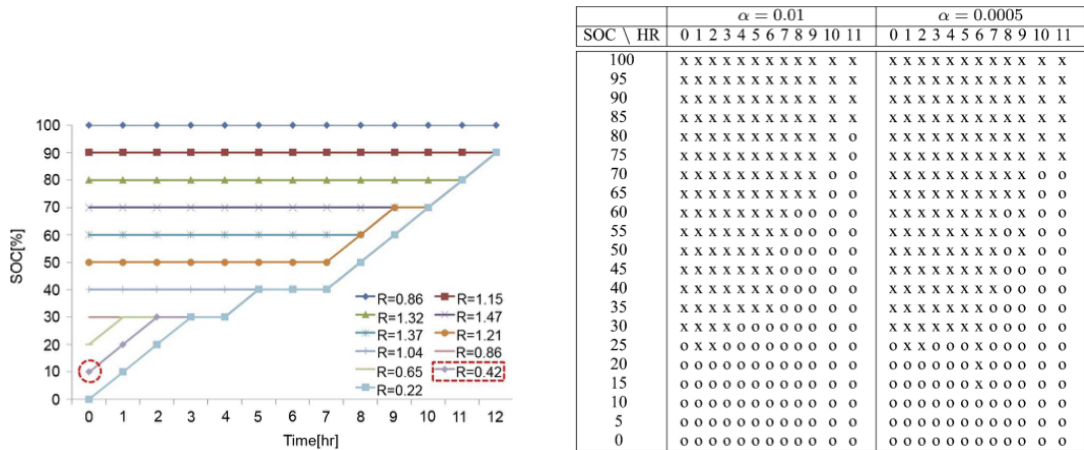 SOC[%]
100
90
80
70
60
50
40
30
20
10
0
R=0.86 R=1.15
R=1.32 R=1.47
R=1.37 R=1.21
R=1.04 R=0.86
R=0.65 R=0.42
R=0.22
0 1 2 3 4 5 6 7 8 9 10 11 12
Time[hr]
α = 0.01 α = 0.0005
SOC \ HR 0 1 2 3 4 5 6 7 8 9 10 11 0 1 2 3 4 5 6 7 8 9 10 11
100 x x x x x x x x x x x x x x x x x x x x x x x x
95 x x x x x x x x x x x x x x x x x x x x x x x x
90 x x x x x x x x x x x x x x x x x x x x x x x x
85 x x x x x x x x x x x x x x x x x x x x x x x x
80 x x x x x x x x x x x o x x x x x x x x x x x x
75 x x x x x x x x x x x o x x x x x x x x x x x x
70 x x x x x x x x x x o o x x x x x x x x x x o o
65 x x x x x x x x x x o o x x x x x x x x x x o o
60 x x x x x x x x o o o o x x x x x x x x o x o o
55 x x x x x x x x o o o o x x x x x x x x o x o o
50 x x x x x x x o o o o o x x x x x x x x o x o o
45 x x x x x x x o o o o o x x x x x x x x o o o o
40 x x x x x x x o o o o o x x x x x x x x o o o o
35 x x x x x x x o o o o o x x x x x x x o o o o o
30 x x x x o o o o o o o o x x x x o o o o o o o o
25 o x x o o o o o o o o o o x x o o o o o o o o o
20 o o o o o o o o o o o o o o o o o o x o o o o o
15 o o o o o o o o o o o o o o o o o o x o o o o o
10 o o o o o o o o o o o o o o o o o o o o o o o o
5 o o o o o o o o o o o o o o o o o o o o o o o o
0 o o o o o o o o o o o o o o o o o o o o o o o o